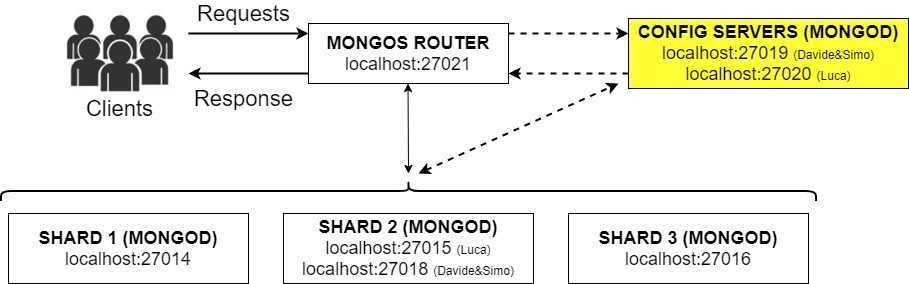 Requests
Response
Clients
MONGOS ROUTER
localhost:27021
CONFIG SERVERS (MONGOD)
localhost:27019 (Davide&Simo)
localhost:27020 (Luca)
SHARD 1 (MONGOD)
localhost:27014
SHARD 2 (MONGOD)
localhost:27015 (Luca)
localhost:27018 (Davide&Simo)
SHARD 3 (MONGOD)
localhost:27016